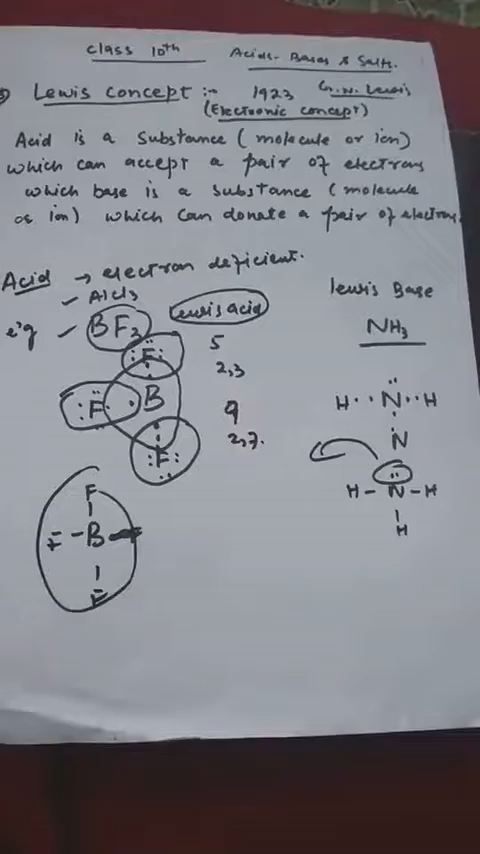 class 10th Acids-Bases & Salts.
Lewis concept :- 1923 G.N. Lewis
(Electronic concept)
Acid is a substance (molecule or ion)
which can accept a pair of electrons
which base is a substance (molecule
or ion) which can donate a pair of electron.
Acid → electron deficient.
AlCl3
lewis acid
lewis Base
e'g BF3
NH3
F
5
2,3
F B
9
2,7.
F
H N H
N
H - N - H
H
F
F - B - F
F